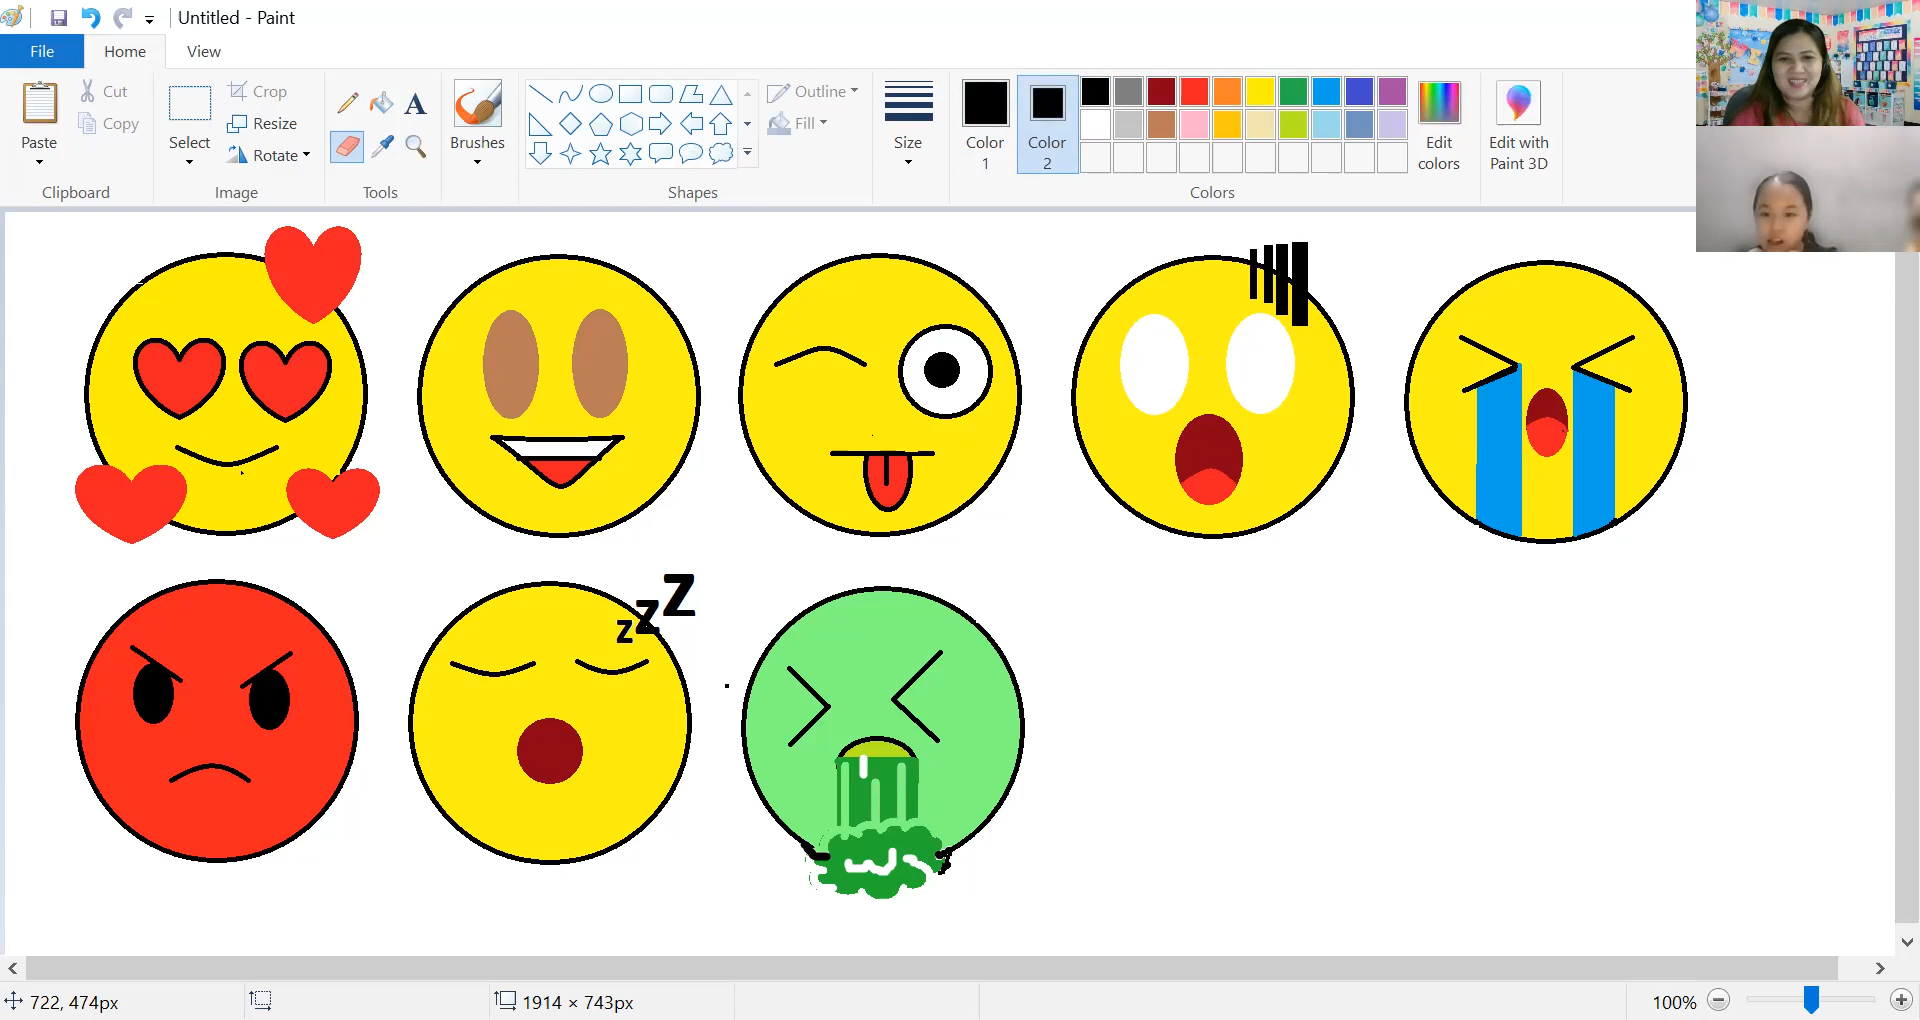 Untitled - Paint
File Home View
Cut Crop Outline
Copy Resize Fill
Paste Select Rotate Brushes Size Color 1 Color 2 Edit colors Edit with Paint 3D
Clipboard Image Tools Shapes Colors
A
z z Z
722, 474px 1914 × 743px 100%